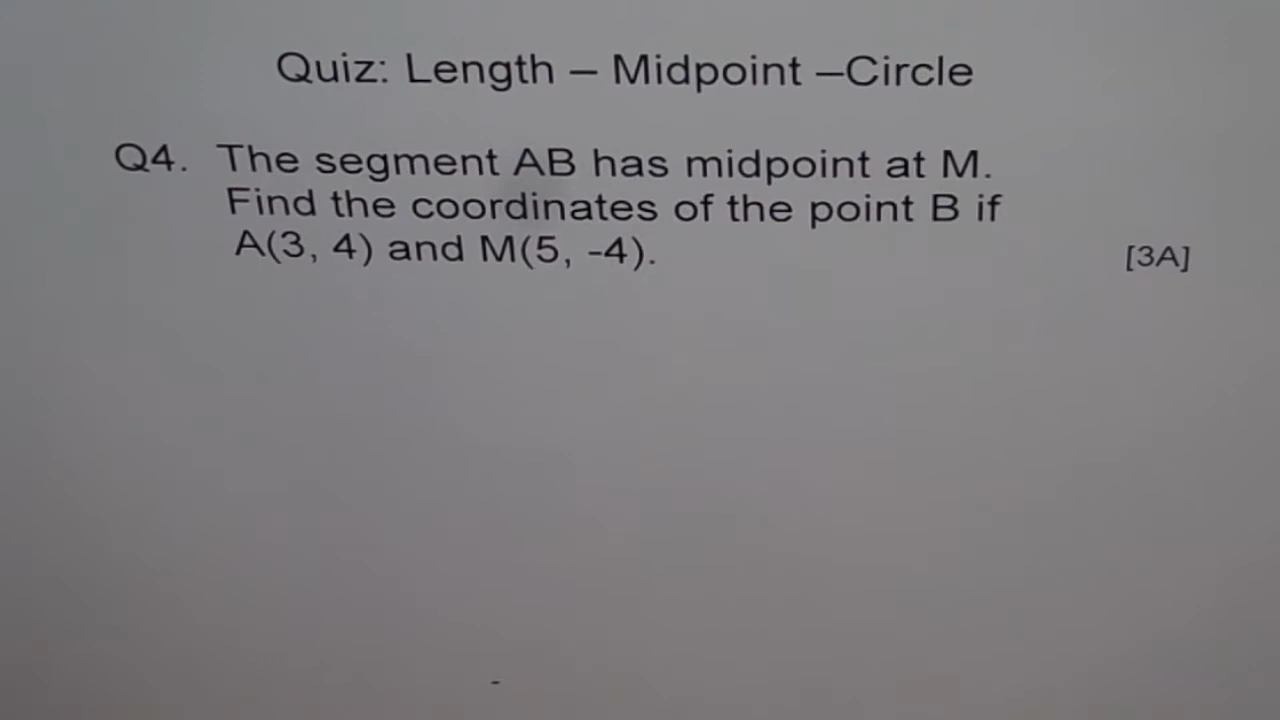 Quiz: Length – Midpoint –Circle
Q4. The segment AB has midpoint at M.
Find the coordinates of the point B if
A(3, 4) and M(5, -4).
[3A]